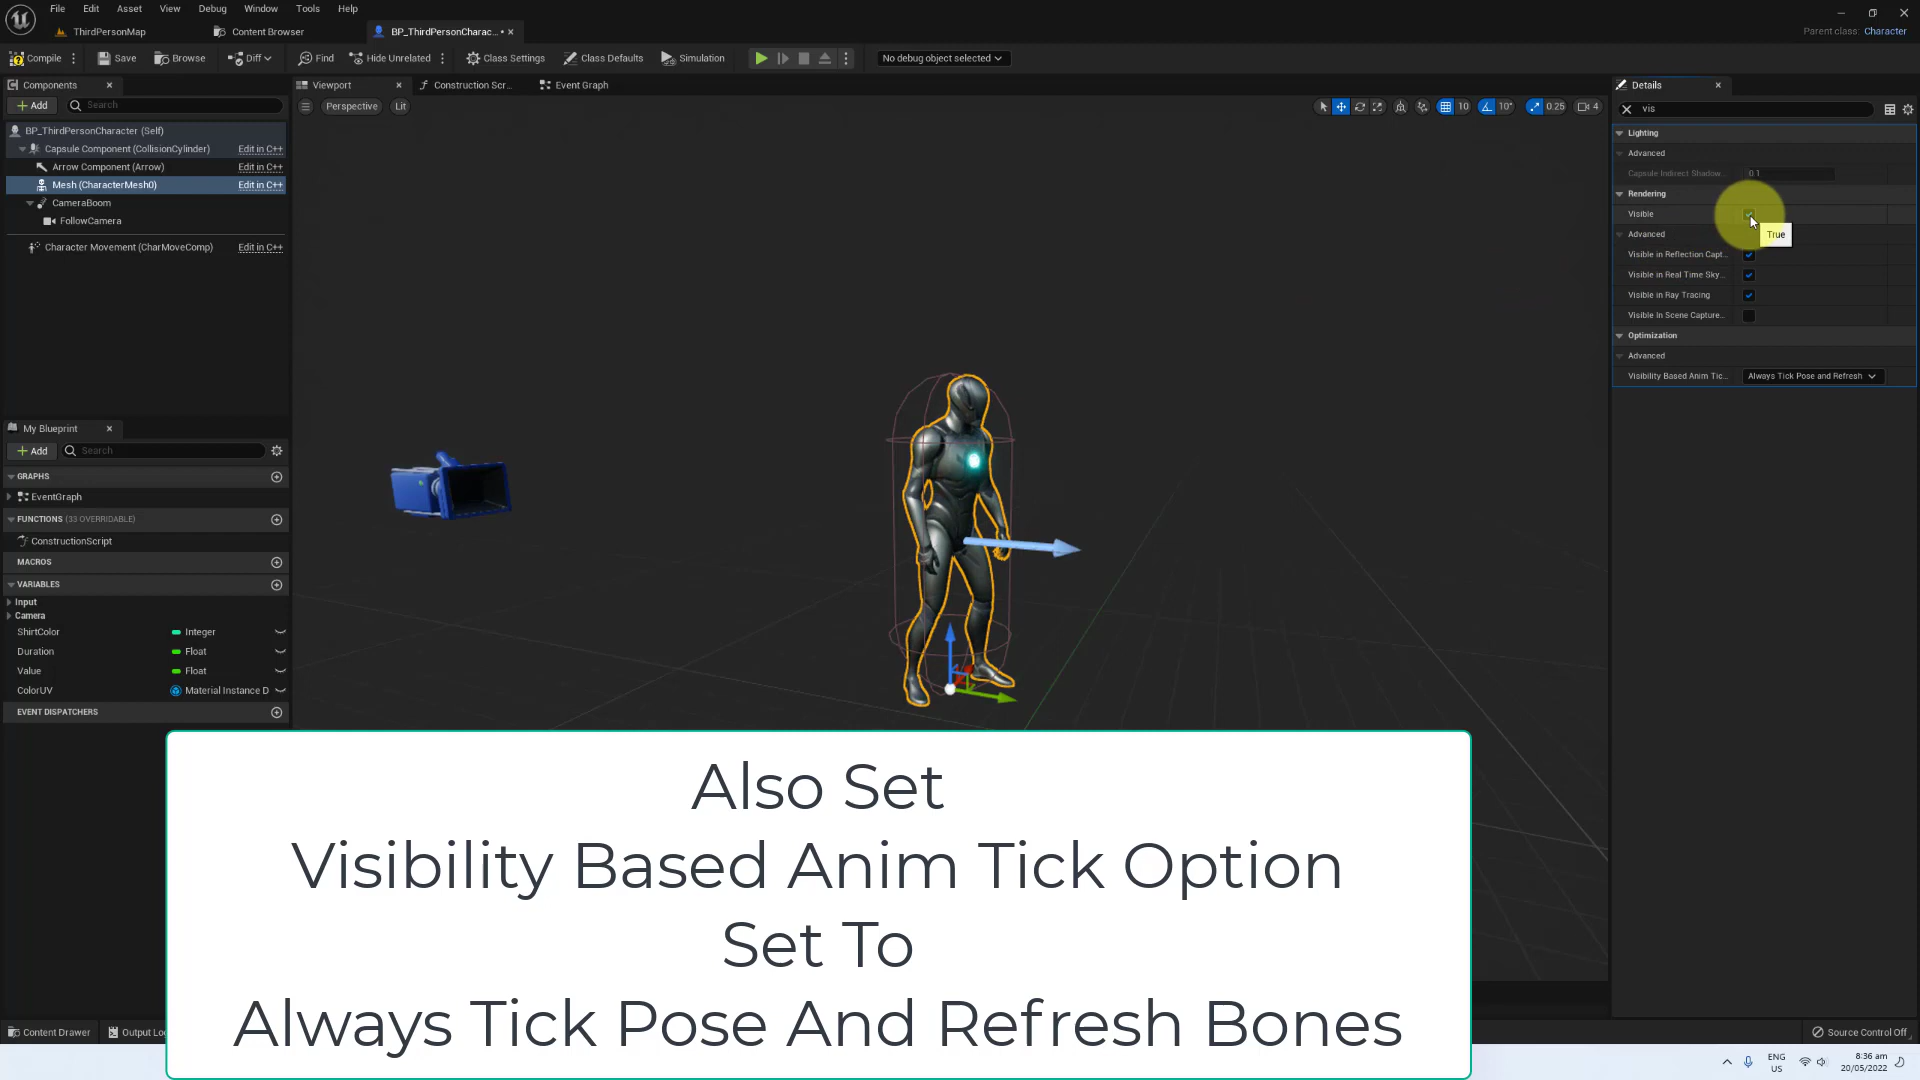 File Edit Asset View Debug Window Tools Help
ThirdPersonMap
Content Browser
BP_ThirdPersonCharac... •
Parent class: Character
Compile
Save
Browse
Diff
Find
Hide Unrelated
Class Settings
Class Defaults
Simulation
No debug object selected
Components
Add
Search
BP_ThirdPersonCharacter (Self)
Capsule Component (CollisionCylinder) Edit in C++
Arrow Component (Arrow) Edit in C++
Mesh (CharacterMesh0) Edit in C++
CameraBoom
FollowCamera
Character Movement (CharMoveComp) Edit in C++
My Blueprint
Add
Search
GRAPHS
EventGraph
FUNCTIONS (33 OVERRIDABLE)
ConstructionScript
MACROS
VARIABLES
Input
Camera
ShirtColor Integer
Duration Float
Value Float
ColorUV Material Instance D
EVENT DISPATCHERS
Viewport
Construction Scr...
Event Graph
Perspective
Lit
10
10°
0.25
4
Details
vis
Lighting
Advanced
Capsule Indirect Shadow... 0.1
Rendering
Visible
True
Advanced
Visible in Reflection Capt...
Visible in Real Time Sky...
Visible in Ray Tracing
Visible In Scene Capture...
Optimization
Advanced
Visibility Based Anim Tic... Always Tick Pose and Refresh
Also Set
Visibility Based Anim Tick Option
Set To
Always Tick Pose And Refresh Bones
Content Drawer
Output Lo
Source Control Off
ENG
US
8:36 am
20/05/2022